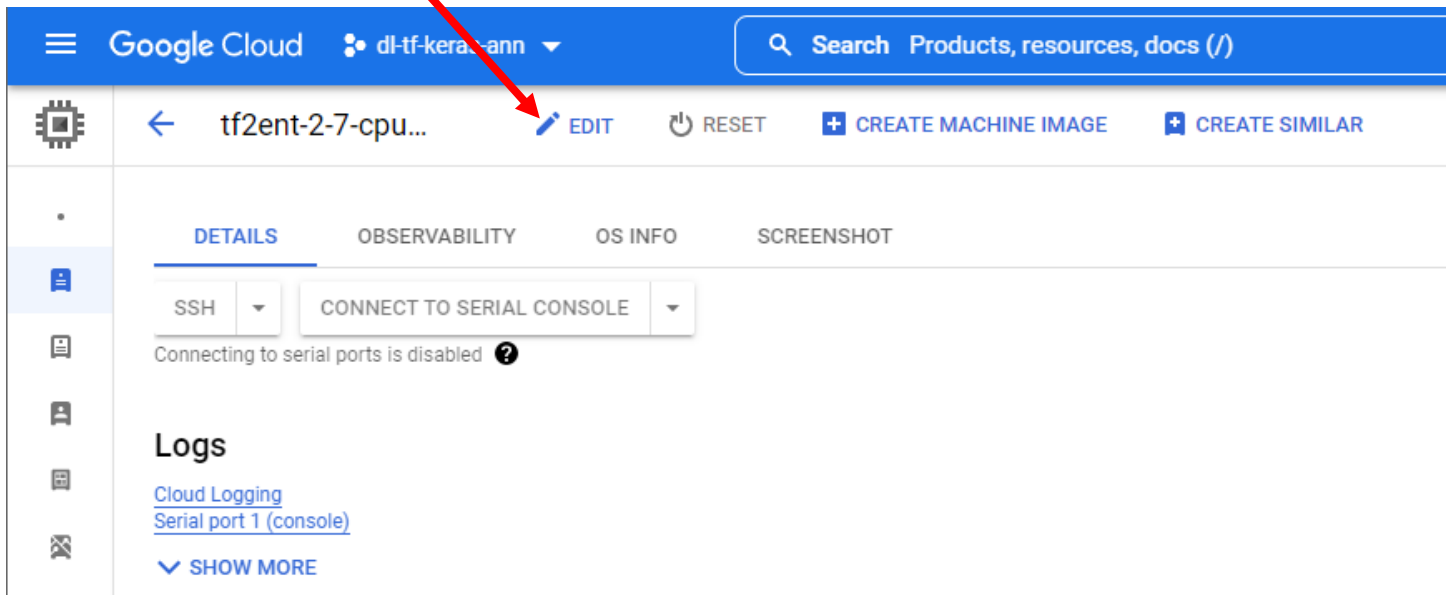 Google Cloud dl-tf-keras-ann Search Products, resources, docs (/)
tf2ent-2-7-cpu... EDIT RESET CREATE MACHINE IMAGE CREATE SIMILAR
DETAILS OBSERVABILITY OS INFO SCREENSHOT
SSH CONNECT TO SERIAL CONSOLE
Connecting to serial ports is disabled ?
Logs
Cloud Logging
Serial port 1 (console)
SHOW MORE